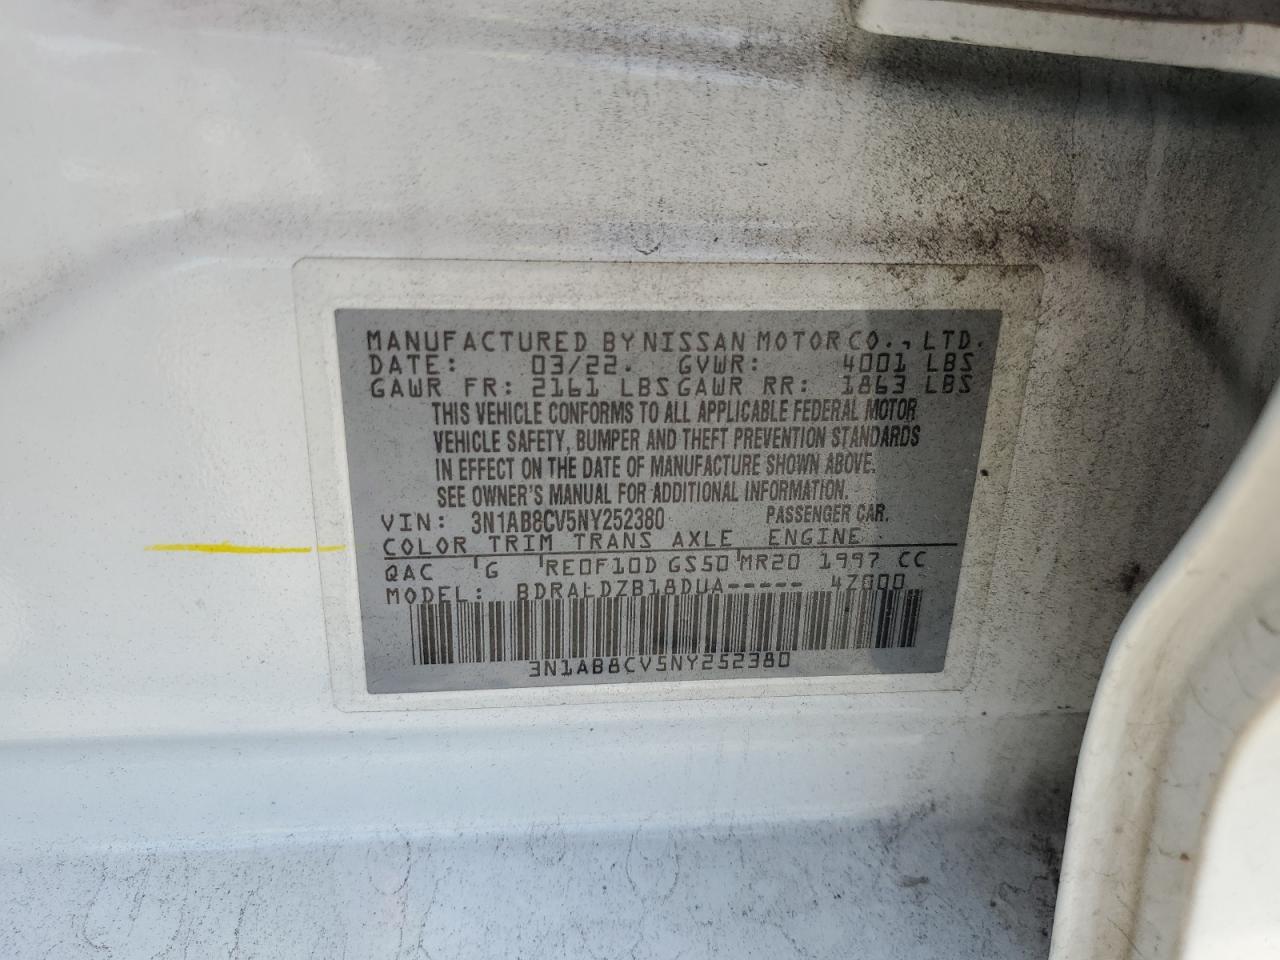 MANUFACTURED BY NISSAN MOTOR CO., LTD.
DATE: 03/22. GVWR: 4001 LBS
GAWR FR: 2161 LBS GAWR RR: 1863 LBS
THIS VEHICLE CONFORMS TO ALL APPLICABLE FEDERAL MOTOR
VEHICLE SAFETY, BUMPER AND THEFT PREVENTION STANDARDS
IN EFFECT ON THE DATE OF MANUFACTURE SHOWN ABOVE.
SEE OWNER'S MANUAL FOR ADDITIONAL INFORMATION.
VIN: 3N1AB8CV5NY252380 PASSENGER CAR.
COLOR TRIM TRANS AXLE ENGINE
QAC G RE0F10D GS50 MR20 1997 CC
MODEL:
3N1AB8CV5NY252380